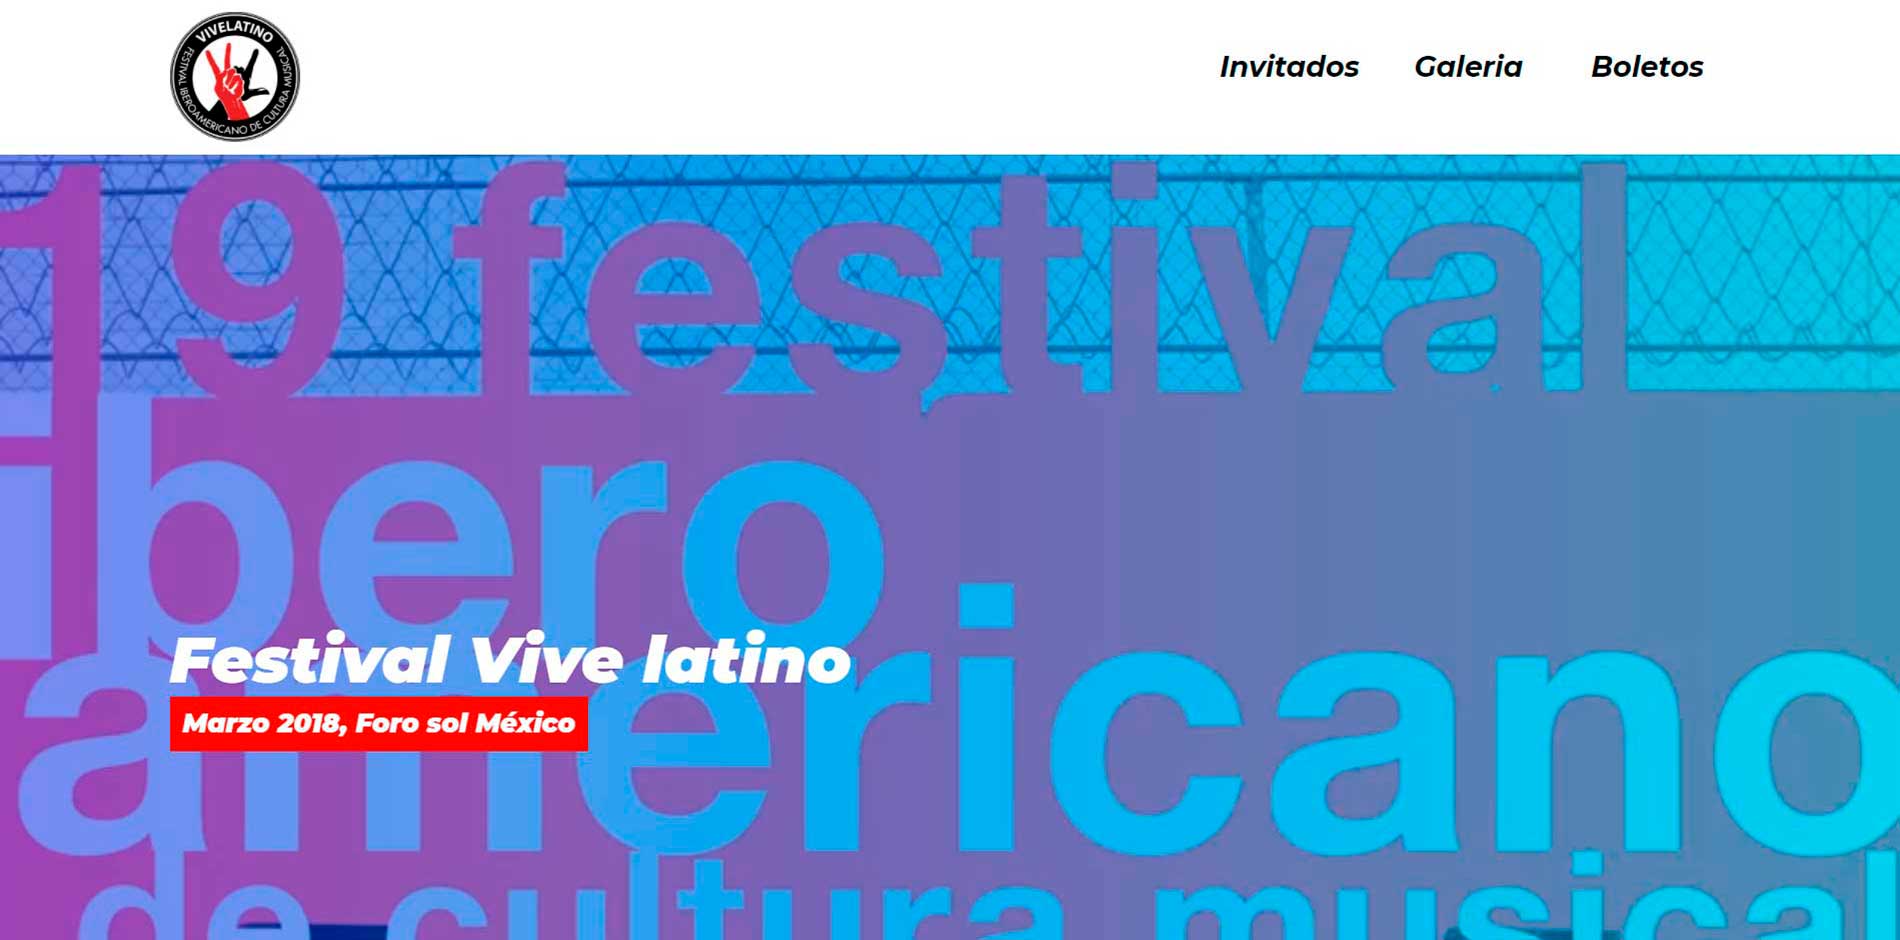 VIVELATINO
FESTIVAL IBEROAMERICANO DE CULTURA MUSICAL
Invitados Galeria Boletos
19 festival
ibero
americano
de cultura musical
Festival Vive latino
Marzo 2018, Foro sol México